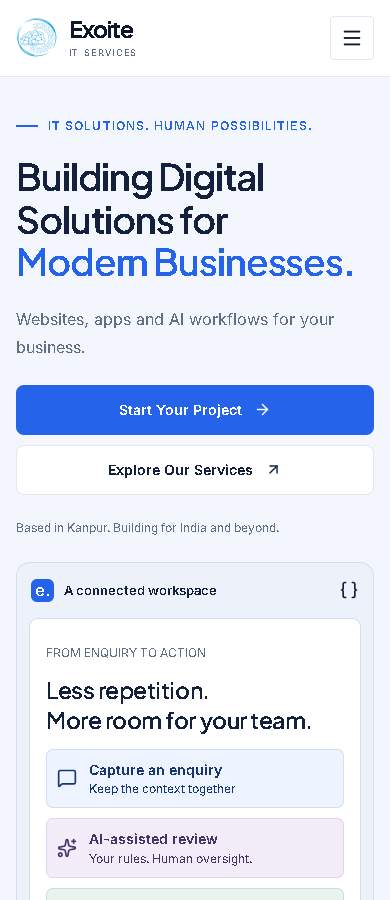 Exoite
IT SERVICES
IT SOLUTIONS. HUMAN POSSIBILITIES.
Building Digital
Solutions for
Modern Businesses.
Websites, apps and AI workflows for your
business.
Start Your Project
Explore Our Services
Based in Kanpur. Building for India and beyond.
e. A connected workspace {}
FROM ENQUIRY TO ACTION
Less repetition.
More room for your team.
Capture an enquiry
Keep the context together
AI-assisted review
Your rules. Human oversight.